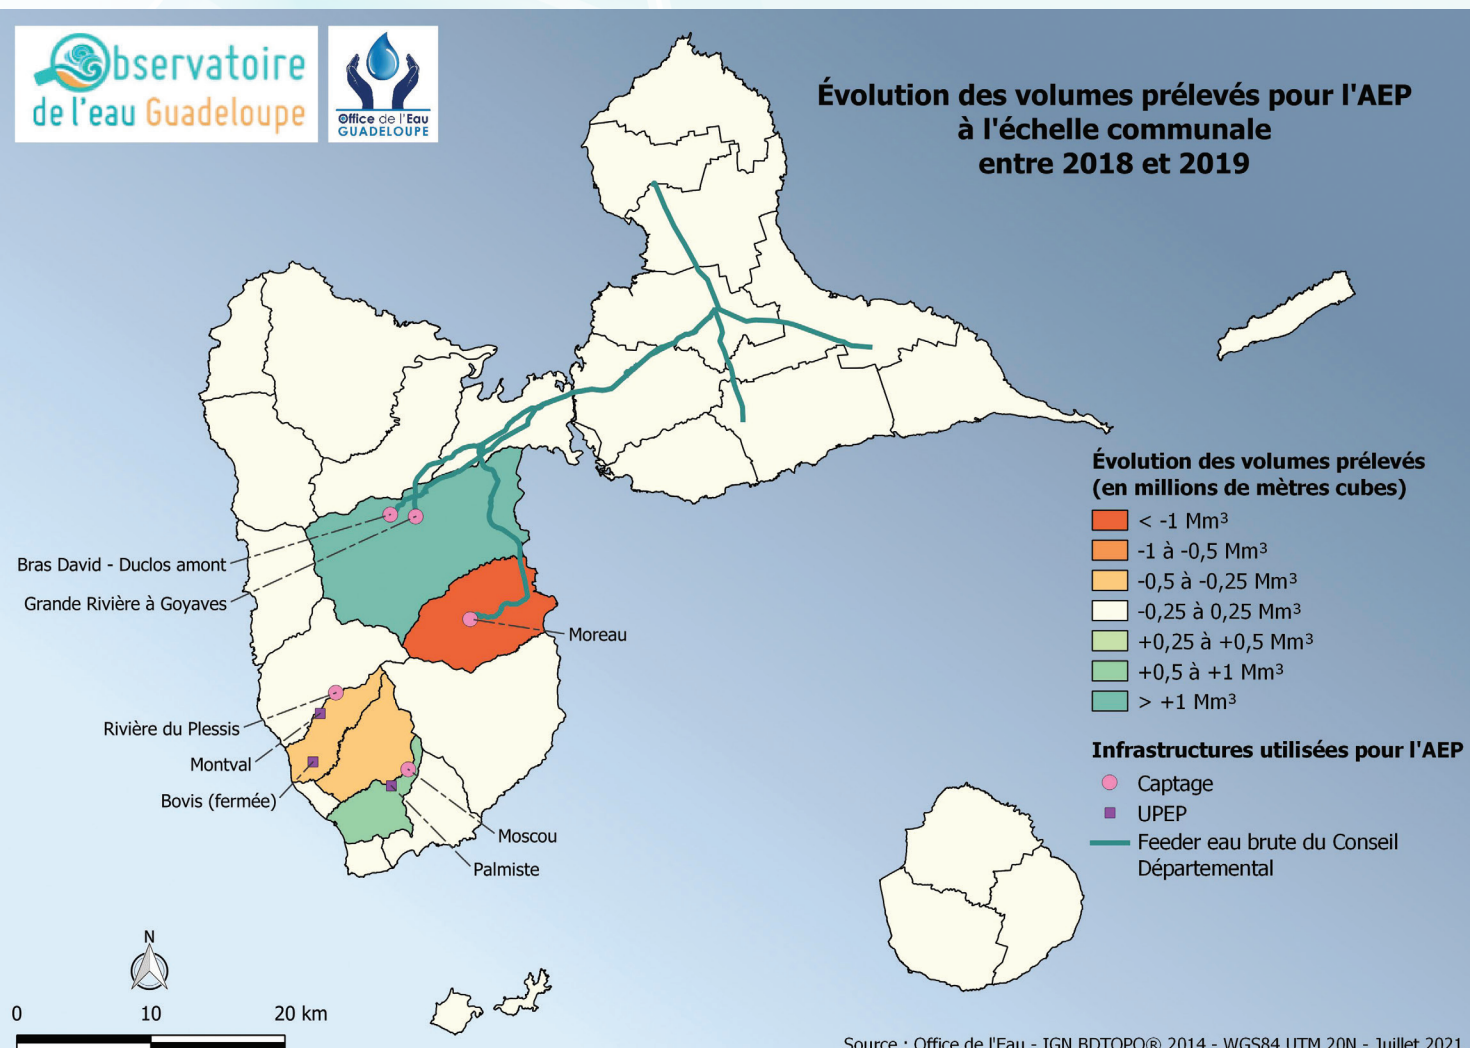 Observatoire
de l'eau Guadeloupe
Office de l'Eau
GUADELOUPE
Évolution des volumes prélevés pour l'AEP
à l'échelle communale
entre 2018 et 2019
Bras David - Duclos amont
Grande Rivière à Goyaves
Moreau
Rivière du Plessis
Montval
Bovis (fermée)
Moscou
Palmiste
Évolution des volumes prélevés
(en millions de mètres cubes)
< -1 Mm³
-1 à -0,5 Mm³
-0,5 à -0,25 Mm³
-0,25 à 0,25 Mm³
+0,25 à +0,5 Mm³
+0,5 à +1 Mm³
> +1 Mm³
Infrastructures utilisées pour l'AEP
Captage
UPEP
Feeder eau brute du Conseil
Départemental
N
0 10 20 km
Source : Office de l'Eau - IGN BDTOPO® 2014 - WGS84 UTM 20N - Juillet 2021